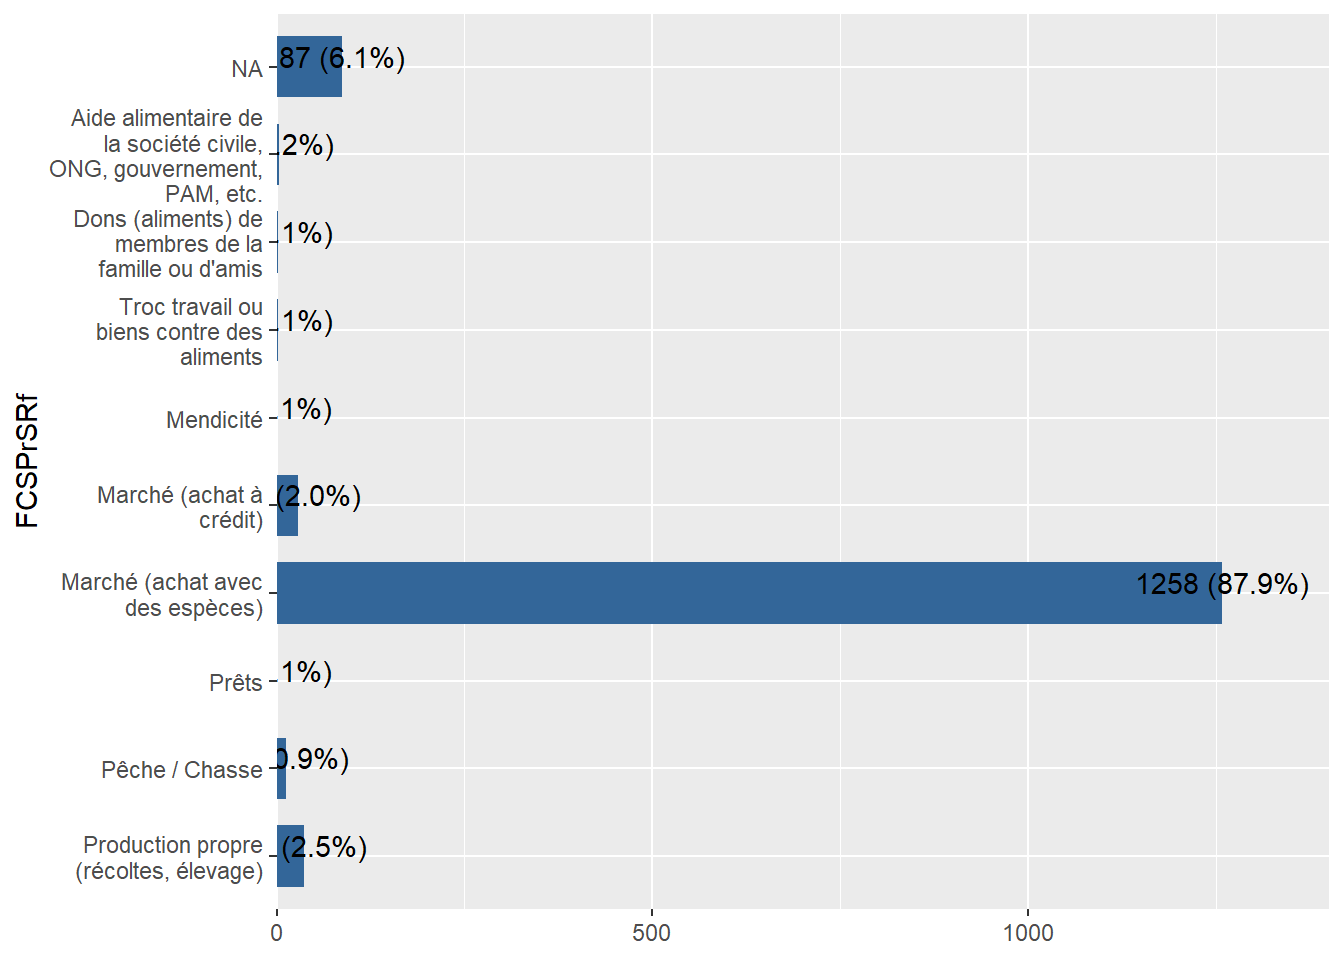 NA
87 (6.1%)
Aide alimentaire de
la société civile,
ONG, gouvernement,
PAM, etc.
2%)
Dons (aliments) de
membres de la
famille ou d'amis
1%)
Troc travail ou
biens contre des
aliments
1%)
Mendicité
1%)
Marché (achat à
crédit)
(2.0%)
Marché (achat avec
des espèces)
1258 (87.9%)
Prêts
1%)
Pêche / Chasse
0.9%)
Production propre
(récoltes, élevage)
(2.5%)
FCSPrSRf
0
500
1000